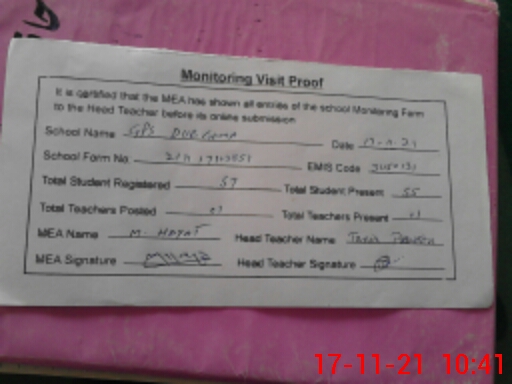 Monitoring Visit Proof
It is certified that the MEA has shown all entries of the school Monitoring Form
to the Head Teacher before its online submission
School Name GPS Camp Date
School Form No EMIS Code
Total Student Registered 57 Total Student Present 55
Total Teachers Posted 01 Total Teachers Present 01
MEA Name M. HAYAT Head Teacher Name
MEA Signature Head Teacher Signature
17-11-21 10:41